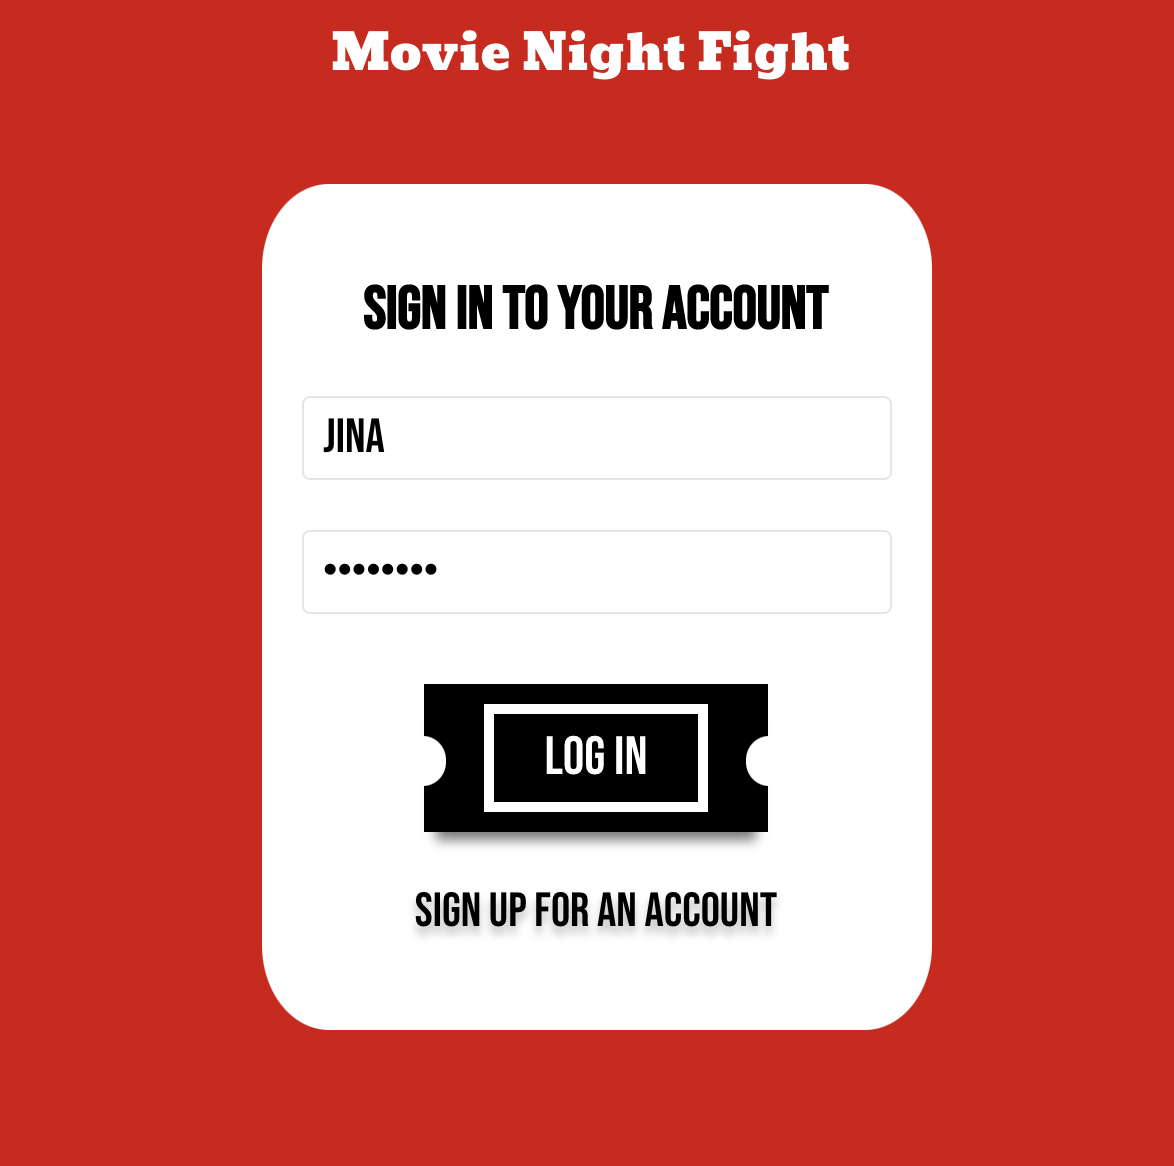 Movie Night Fight
SIGN IN TO YOUR ACCOUNT
JINA
••••••••
LOG IN
SIGN UP FOR AN ACCOUNT